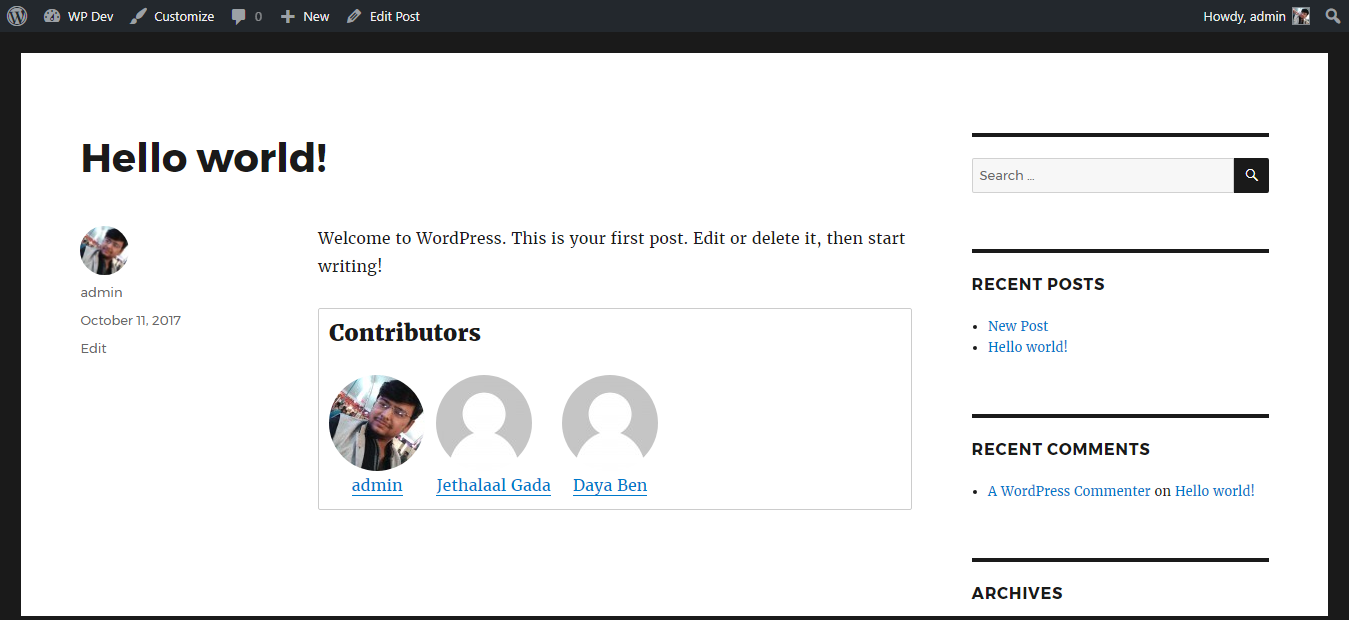 WP Dev Customize 0 New Edit Post Howdy, admin
Hello world!
admin
October 11, 2017
Edit
Welcome to WordPress. This is your first post. Edit or delete it, then start
writing!
Contributors
admin Jethalaal Gada Daya Ben
Search …
RECENT POSTS
New Post
Hello world!
RECENT COMMENTS
A WordPress Commenter on Hello world!
ARCHIVES